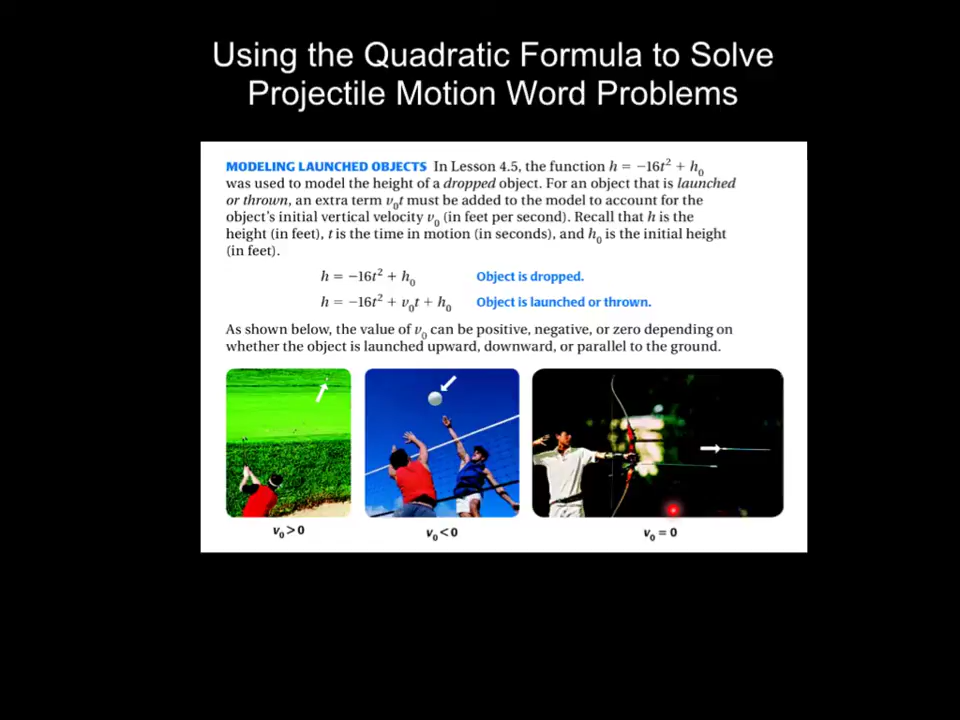 Using the Quadratic Formula to Solve
Projectile Motion Word Problems
MODELING LAUNCHED OBJECTS In Lesson 4.5, the function h = −16t² + h₀
was used to model the height of a dropped object. For an object that is launched
or thrown, an extra term v₀t must be added to the model to account for the
object's initial vertical velocity v₀ (in feet per second). Recall that h is the
height (in feet), t is the time in motion (in seconds), and h₀ is the initial height
(in feet).
h = −16t² + h₀ Object is dropped.
h = −16t² + v₀t + h₀ Object is launched or thrown.
As shown below, the value of v₀ can be positive, negative, or zero depending on
whether the object is launched upward, downward, or parallel to the ground.
v₀ > 0 v₀ < 0 v₀ = 0